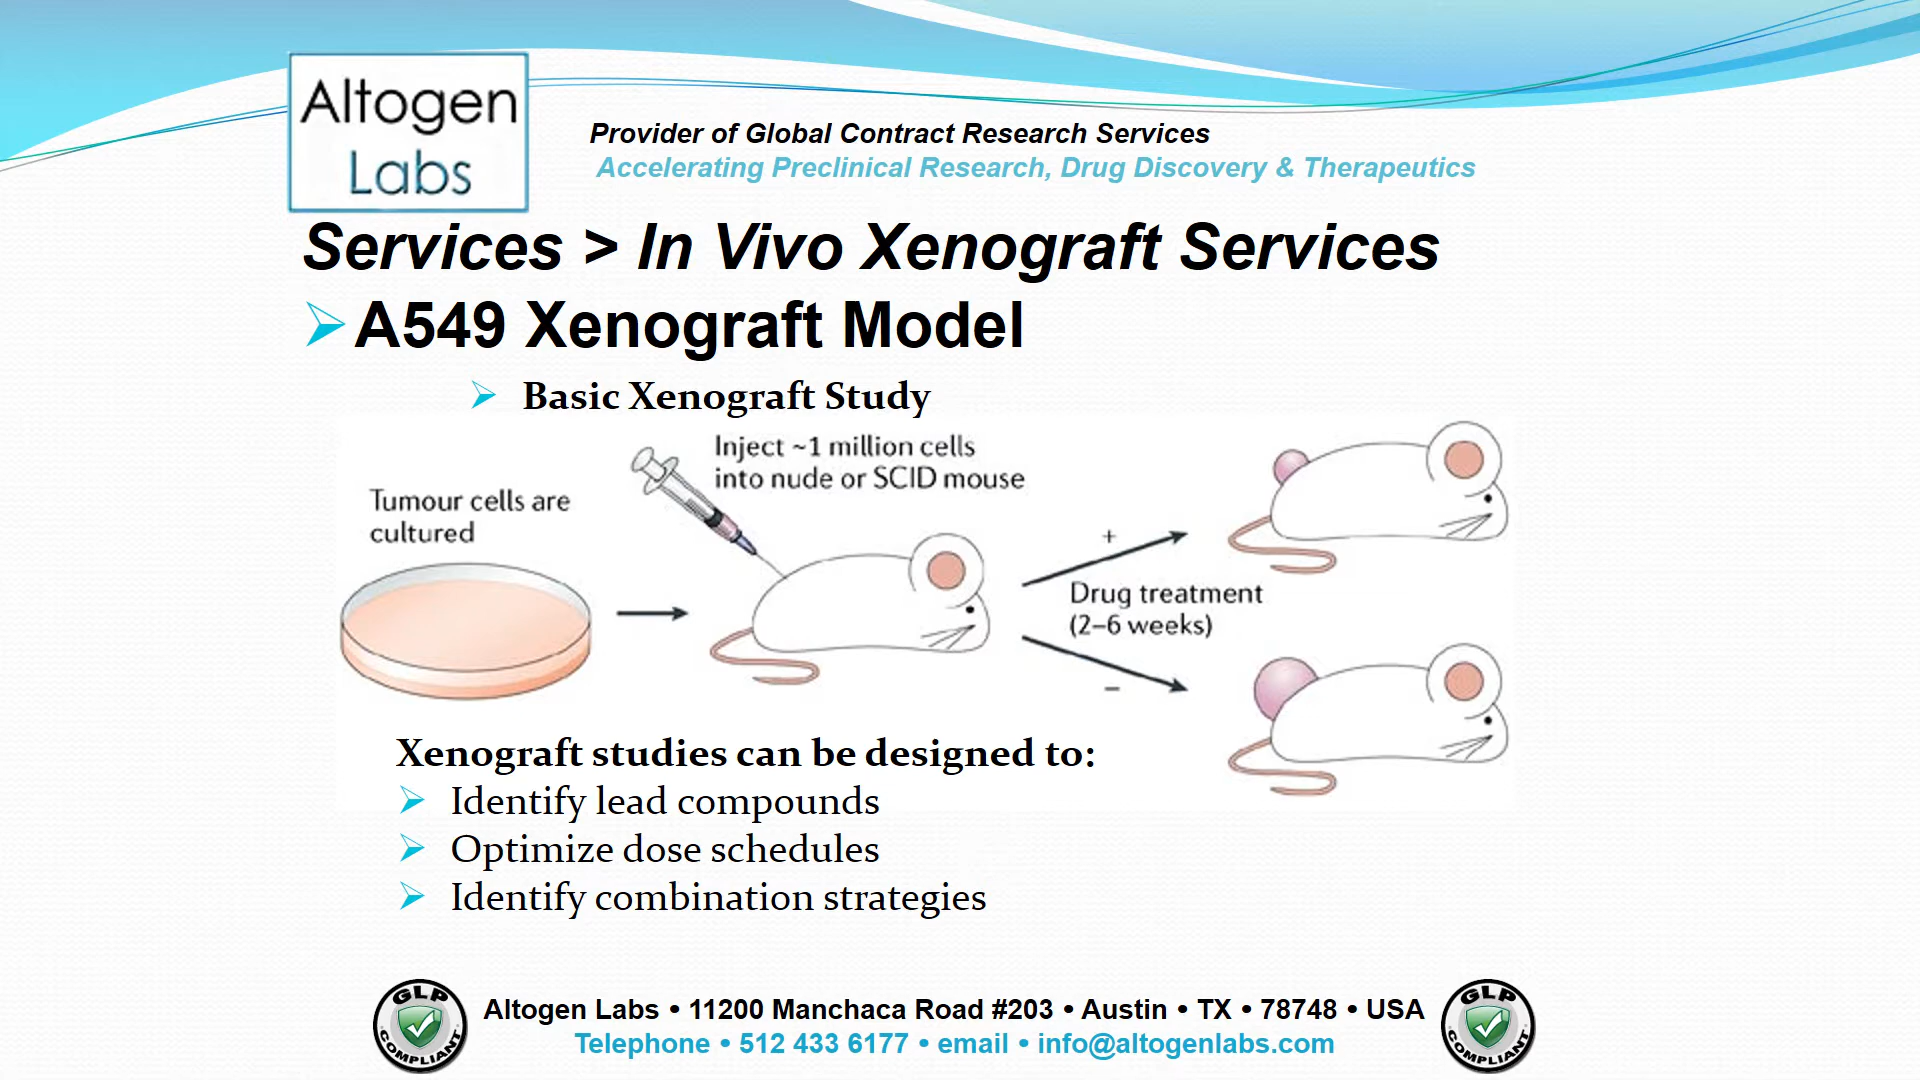 Altogen
Labs
Provider of Global Contract Research Services
Accelerating Preclinical Research, Drug Discovery & Therapeutics
Services > In Vivo Xenograft Services
A549 Xenograft Model
Basic Xenograft Study
Tumour cells are
cultured
Inject ~1 million cells
into nude or SCID mouse
+
Drug treatment
(2–6 weeks)
–
Xenograft studies can be designed to:
Identify lead compounds
Optimize dose schedules
Identify combination strategies
GLP
COMPLIANT
Altogen Labs • 11200 Manchaca Road #203 • Austin • TX • 78748 • USA
Telephone • 512 433 6177 • email • info@altogenlabs.com
GLP
COMPLIANT